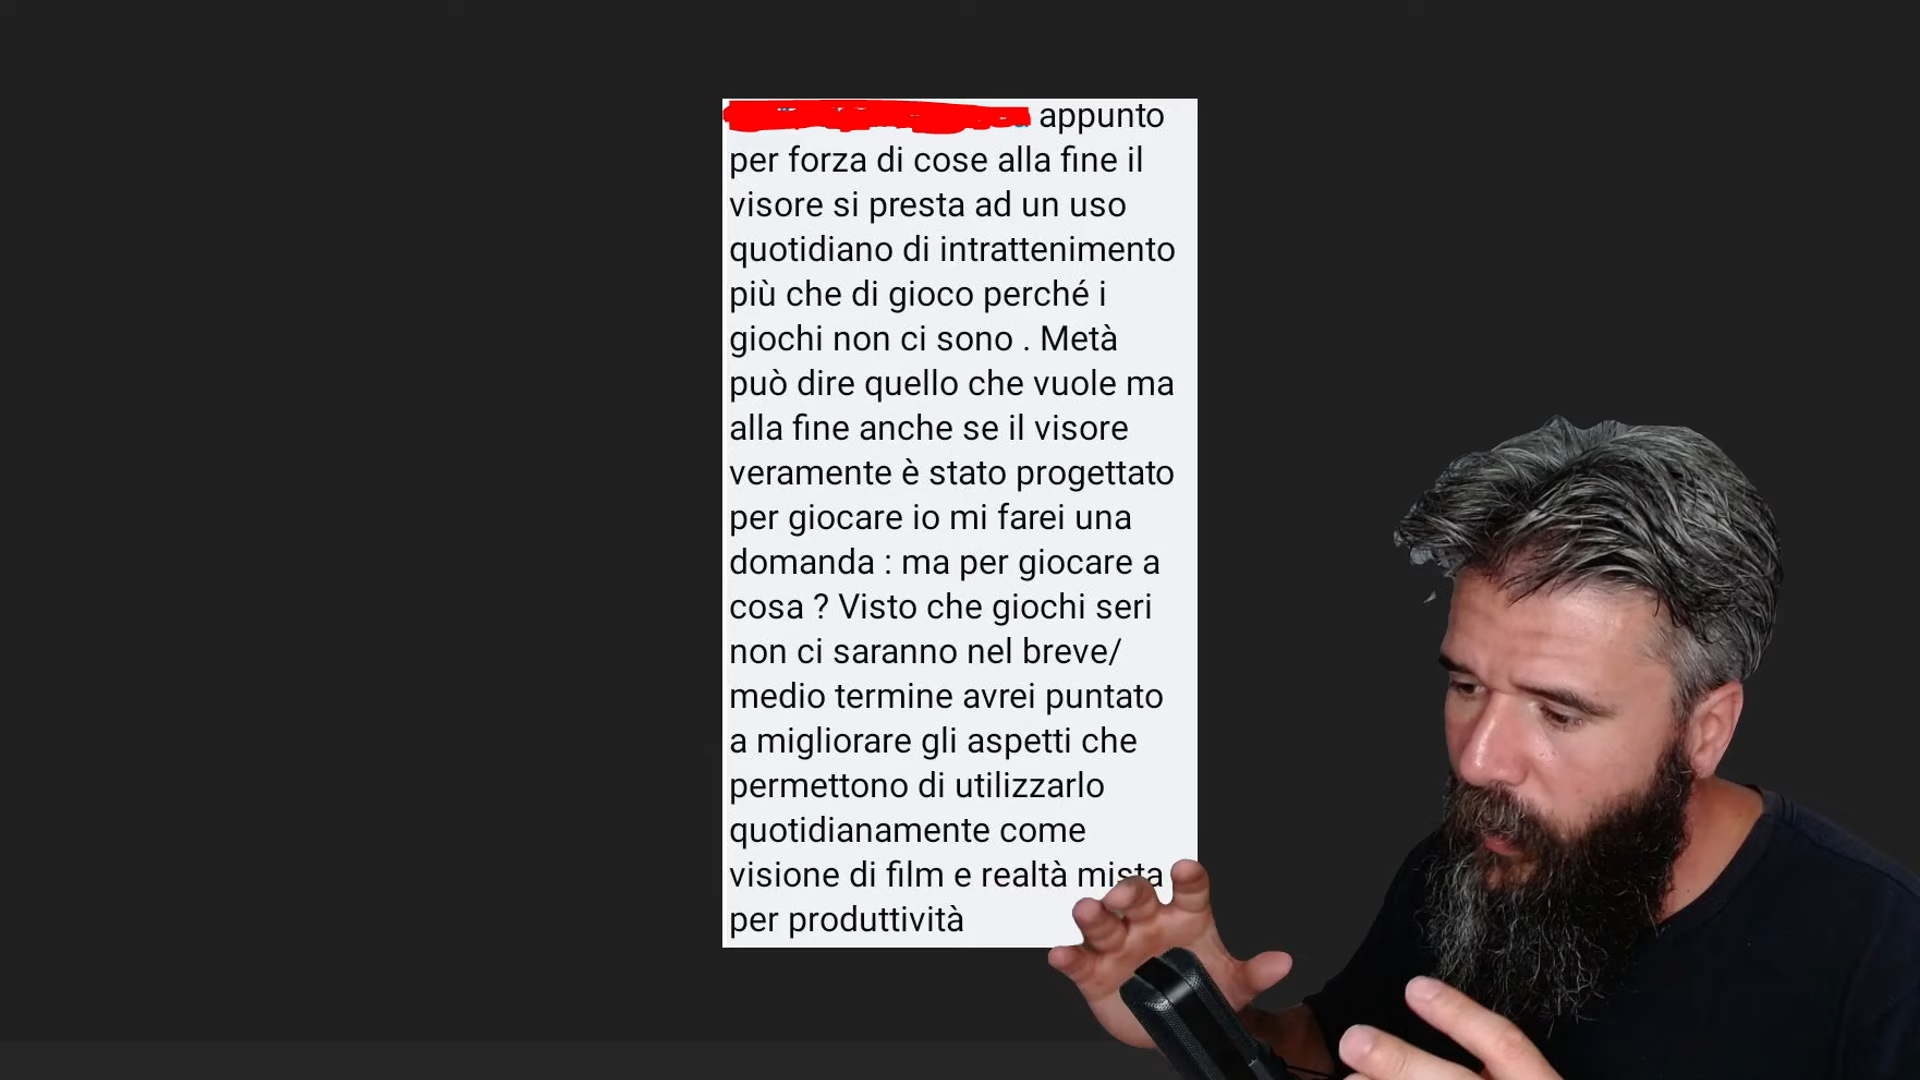 appunto
per forza di cose alla fine il
visore si presta ad un uso
quotidiano di intrattenimento
più che di gioco perché i
giochi non ci sono . Metà
può dire quello che vuole ma
alla fine anche se il visore
veramente è stato progettato
per giocare io mi farei una
domanda : ma per giocare a
cosa ? Visto che giochi seri
non ci saranno nel breve/
medio termine avrei puntato
a migliorare gli aspetti che
permettono di utilizzarlo
quotidianamente come
visione di film e realtà mista
per produttività